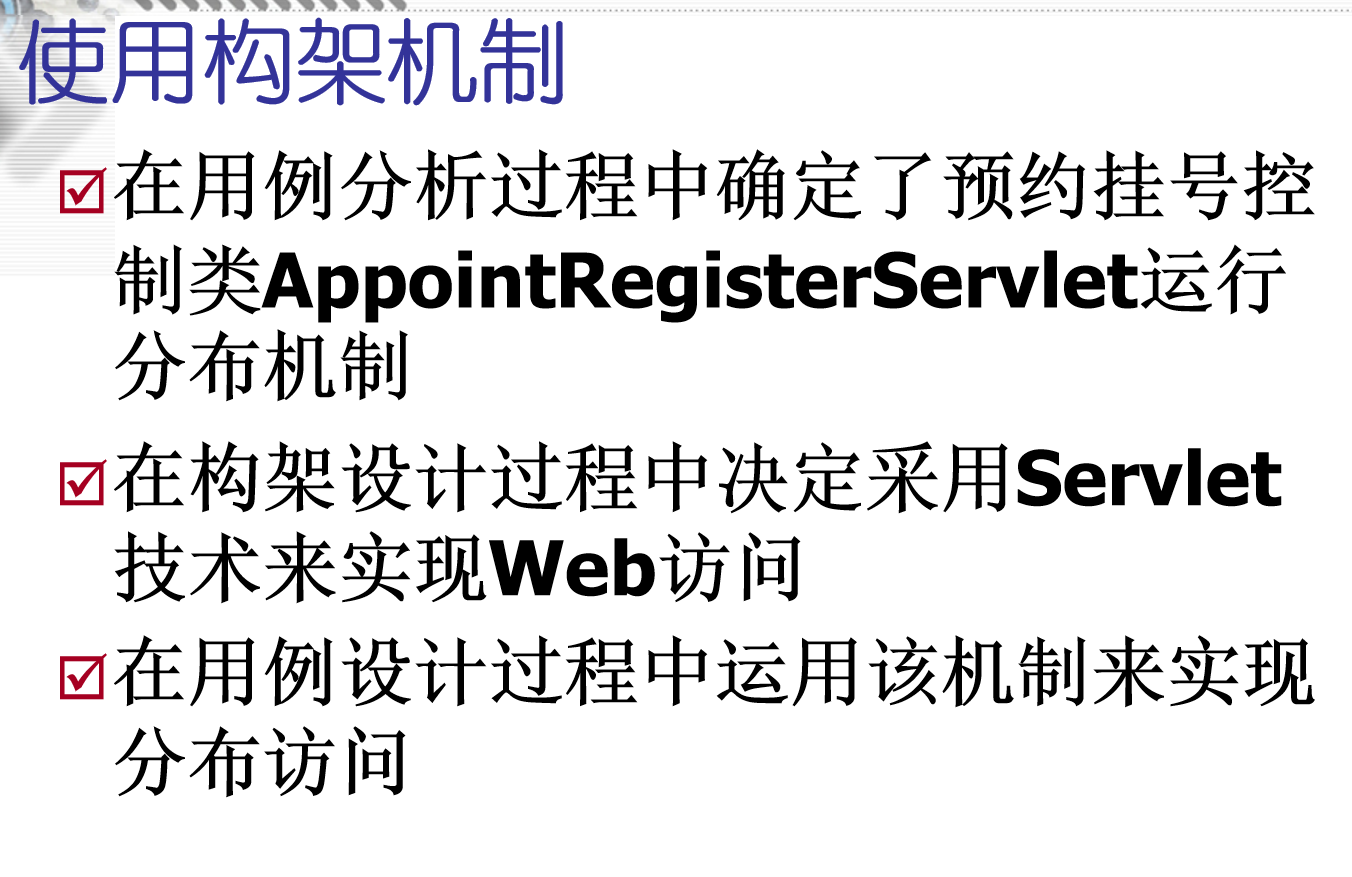 使用构架机制
在用例分析过程中确定了预约挂号控
制类AppointRegisterServlet运行
分布机制
在构架设计过程中决定采用Servlet
技术来实现Web访问
在用例设计过程中运用该机制来实现
分布访问